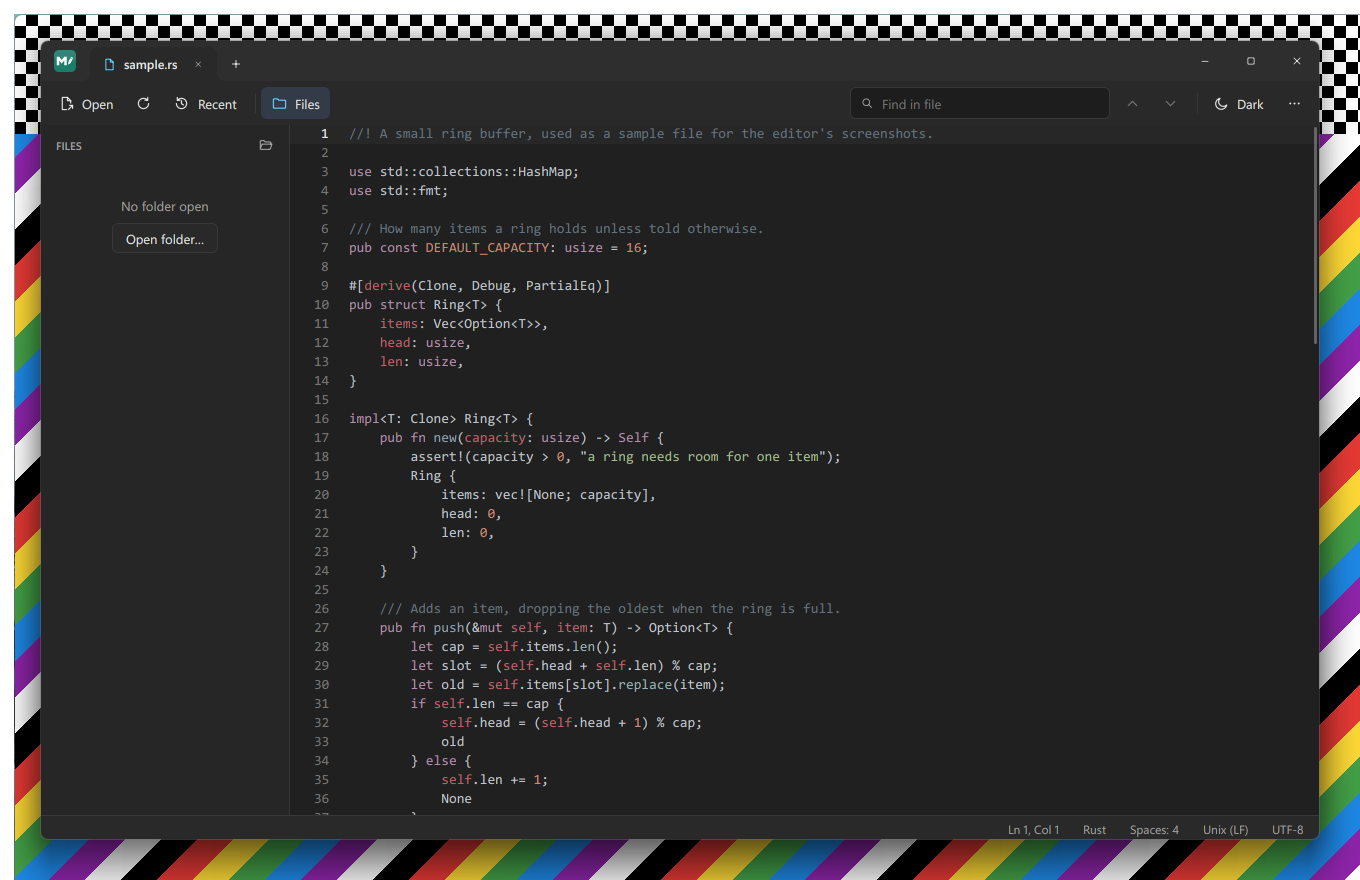 M/
sample.rs
Open
Recent
Files
Find in file
Dark
FILES
No folder open
Open folder...
1 //! A small ring buffer, used as a sample file for the editor's screenshots.
2
3 use std::collections::HashMap;
4 use std::fmt;
5
6 /// How many items a ring holds unless told otherwise.
7 pub const DEFAULT_CAPACITY: usize = 16;
8
9 #[derive(Clone, Debug, PartialEq)]
10 pub struct Ring<T> {
11     items: Vec<Option<T>>,
12     head: usize,
13     len: usize,
14 }
15
16 impl<T: Clone> Ring<T> {
17     pub fn new(capacity: usize) -> Self {
18         assert!(capacity > 0, "a ring needs room for one item");
19         Ring {
20             items: vec![None; capacity],
21             head: 0,
22             len: 0,
23         }
24     }
25
26     /// Adds an item, dropping the oldest when the ring is full.
27     pub fn push(&mut self, item: T) -> Option<T> {
28         let cap = self.items.len();
29         let slot = (self.head + self.len) % cap;
30         let old = self.items[slot].replace(item);
31         if self.len == cap {
32             self.head = (self.head + 1) % cap;
33             old
34         } else {
35             self.len += 1;
36             None
Ln 1, Col 1
Rust
Spaces: 4
Unix (LF)
UTF-8